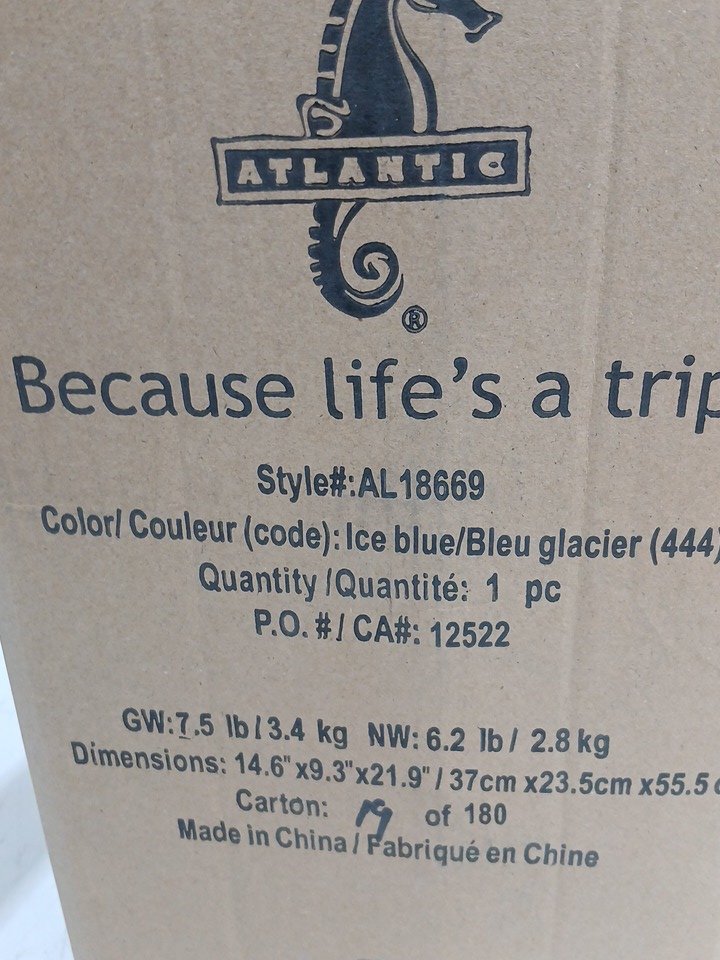 ATLANTIC
®
Because life's a trip
Style#:AL18669
Color/ Couleur (code): Ice blue/Bleu glacier (444)
Quantity /Quantité: 1 pc
P.O. #/ CA#: 12522
GW:7.5 lb/3.4 kg NW: 6.2 lb/ 2.8 kg
Dimensions: 14.6"x9.3"x21.9" / 37cm x23.5cm x55.5c
Carton: 19 of 180
Made in China / Fabriqué en Chine